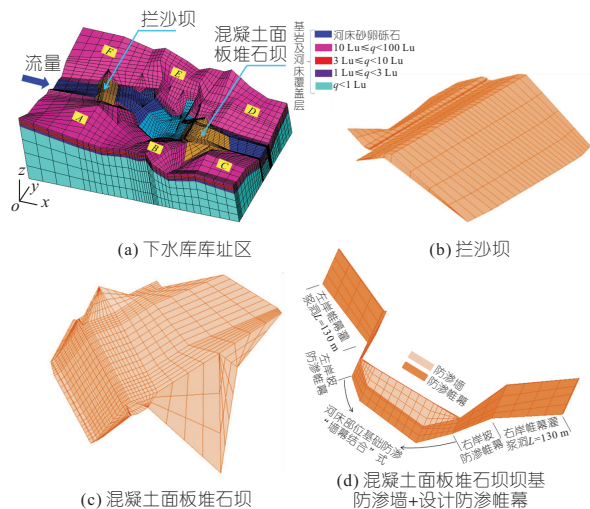 拦沙坝
混凝土面
板堆石坝
流量
基岩及河床覆盖层
河床砂卵砾石
10 Lu≤q<100 Lu
3 Lu≤q<10 Lu
1 Lu≤q<3 Lu
q<1 Lu
F
E
D
A
B
C
z
y
o
x
(a) 下水库库址区
(b) 拦沙坝
左岸帷幕灌
浆洞L=130 m
左岸坡
防渗帷幕
防渗墙
防渗帷幕
河床部位基础防渗
“墙幕结合”式
右岸坡
防渗帷幕
右岸帷幕灌
浆洞L=130 m
(c) 混凝土面板堆石坝
(d) 混凝土面板堆石坝坝基
防渗墙+设计防渗帷幕